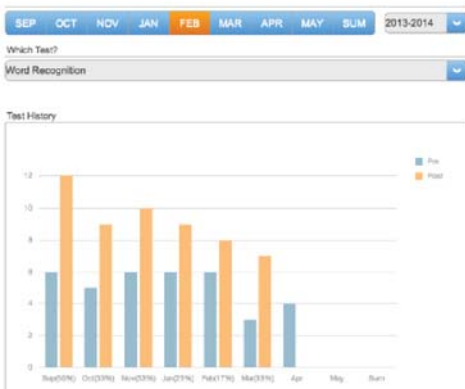 SEP OCT NOV JAN FEB MAR APR MAY SUM 2013-2014
Which Test?
Word Recognition
Test History
Pre
Post
12
10
8
6
4
2
0
Apr May Sum